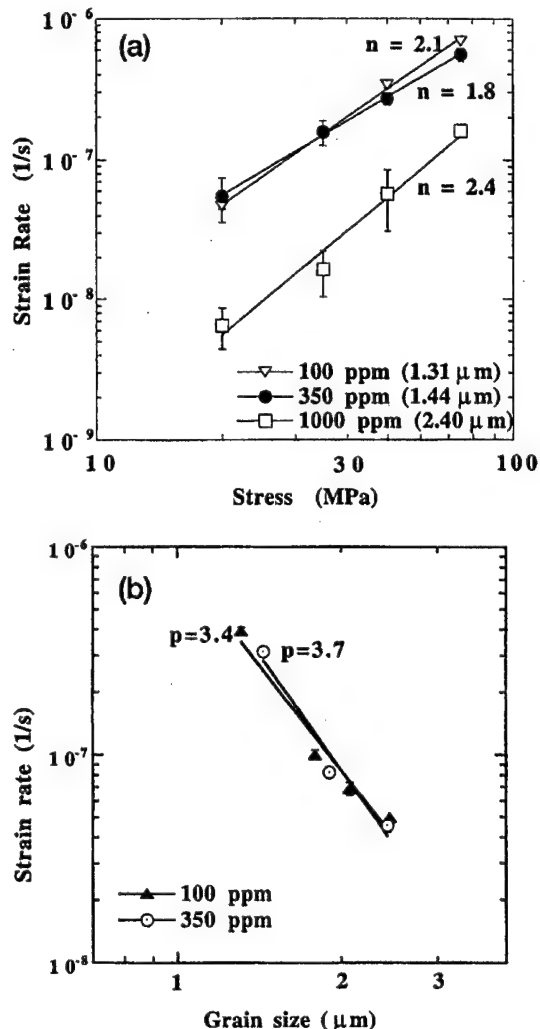 (a)
10⁻⁶
10⁻⁷
10⁻⁸
10⁻⁹
Strain Rate (1/s)
n = 2.1
n = 1.8
n = 2.4
100 ppm (1.31 μm)
350 ppm (1.44 μm)
1000 ppm (2.40 μm)
10
30
100
Stress (MPa)
(b)
10⁻⁶
10⁻⁷
10⁻⁸
Strain rate (1/s)
p=3.4
p=3.7
100 ppm
350 ppm
1
2
3
Grain size (μm)